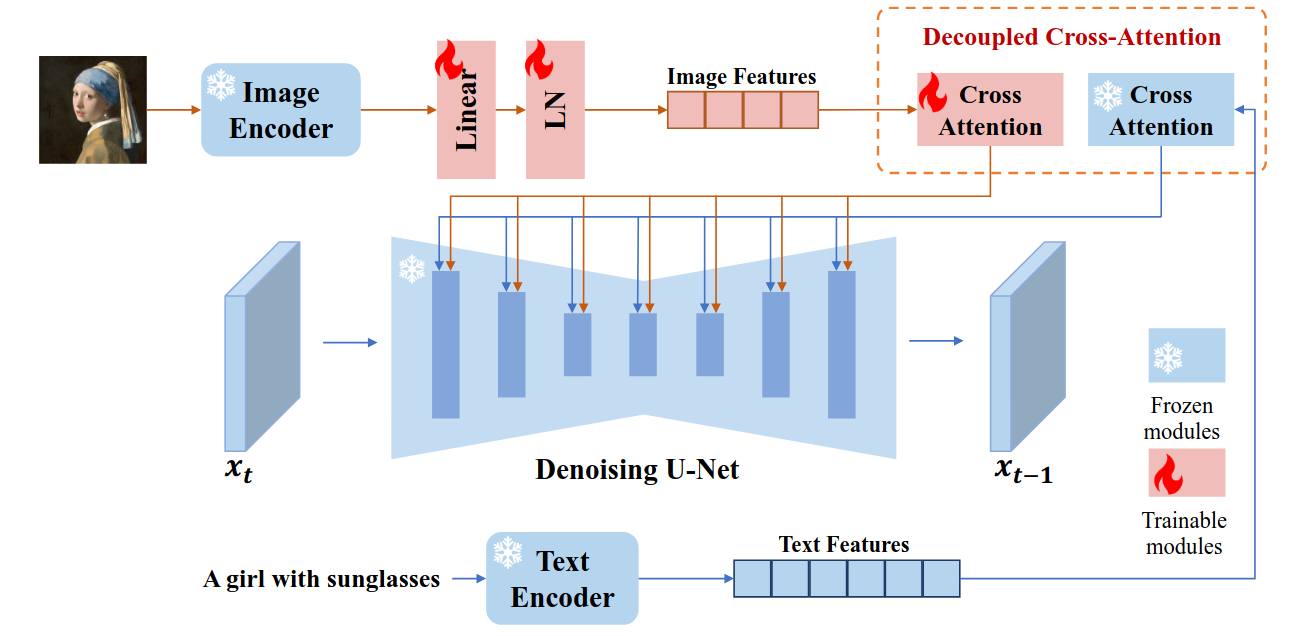 Decoupled Cross-Attention
Image
Encoder
Linear
LN
Image Features
Cross
Attention
Cross
Attention
x_t
Denoising U-Net
x_{t-1}
Frozen
modules
Trainable
modules
A girl with sunglasses
Text
Encoder
Text Features